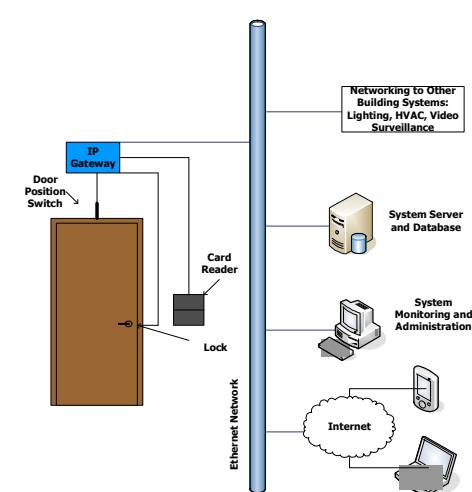 Networking to Other
Building Systems:
Lighting, HVAC, Video
Surveillance
IP
Gateway
Door
Position
Switch
System Server
and Database
Card
Reader
System
Monitoring and
Administration
Lock
Ethernet Network
Internet